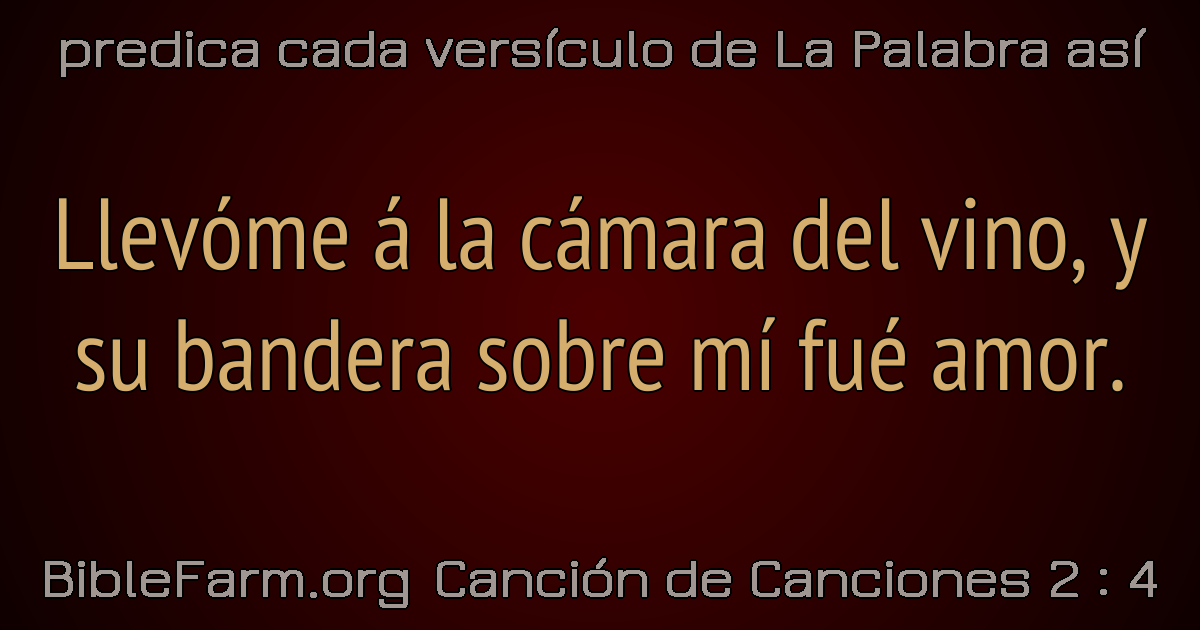 predica cada versículo de La Palabra así
Llevóme á la cámara del vino, y
su bandera sobre mí fué amor.
BibleFarm.org Canción de Canciones 2 : 4